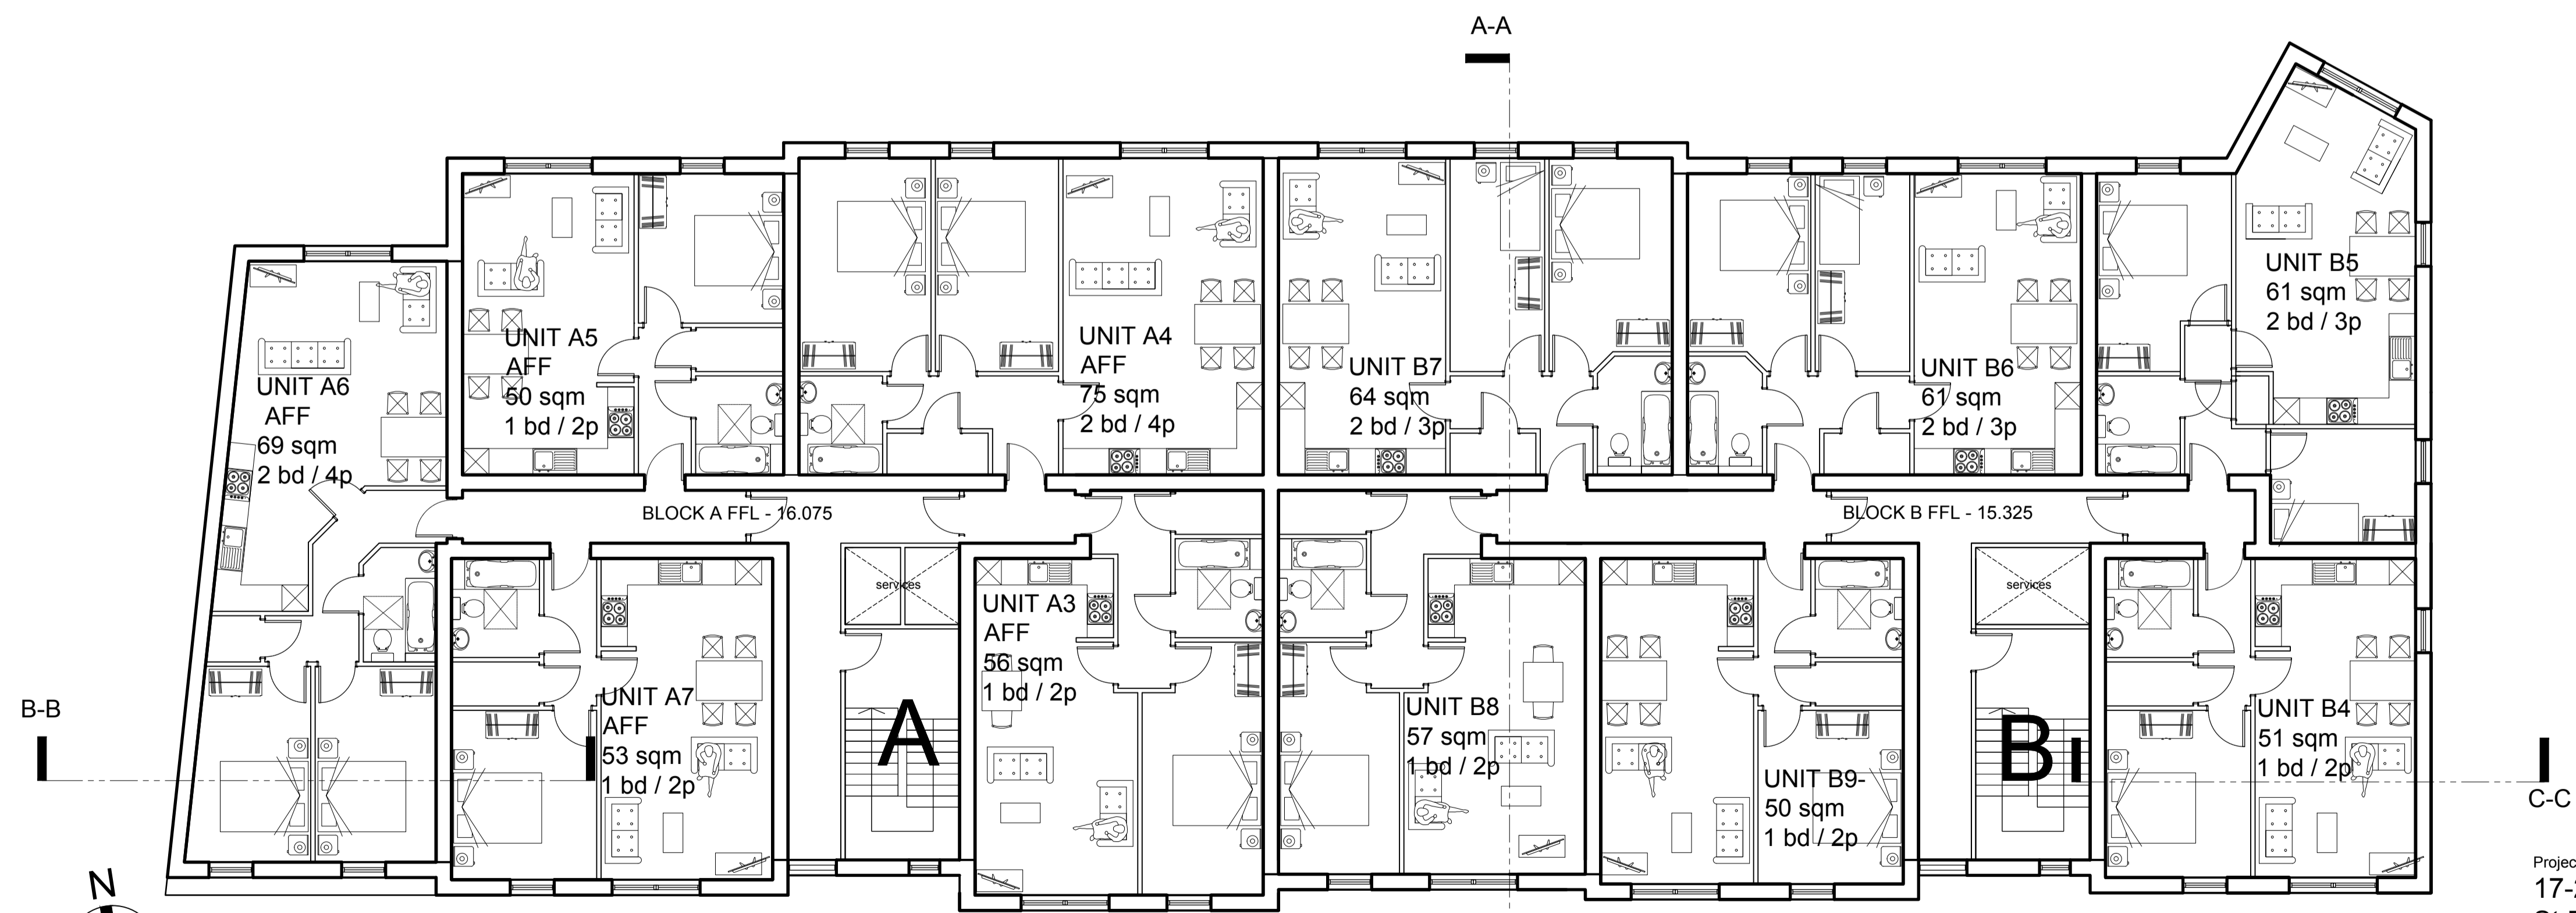 A-A
UNIT B5
61 sqm
2 bd / 3p
UNIT A5
AFF
50 sqm
1 bd / 2p
UNIT A4
AFF
75 sqm
2 bd / 4p
UNIT B7
64 sqm
2 bd / 3p
UNIT B6
61 sqm
2 bd / 3p
UNIT A6
AFF
69 sqm
2 bd / 4p
BLOCK A FFL - 16.075
BLOCK B FFL - 15.325
services
services
UNIT A3
AFF
56 sqm
1 bd / 2p
UNIT A7
AFF
53 sqm
1 bd / 2p
A
UNIT B8
57 sqm
1 bd / 2p
UNIT B9-
50 sqm
1 bd / 2p
B
UNIT B4
51 sqm
1 bd / 2p
B-B
C-C
N
Projec
17-